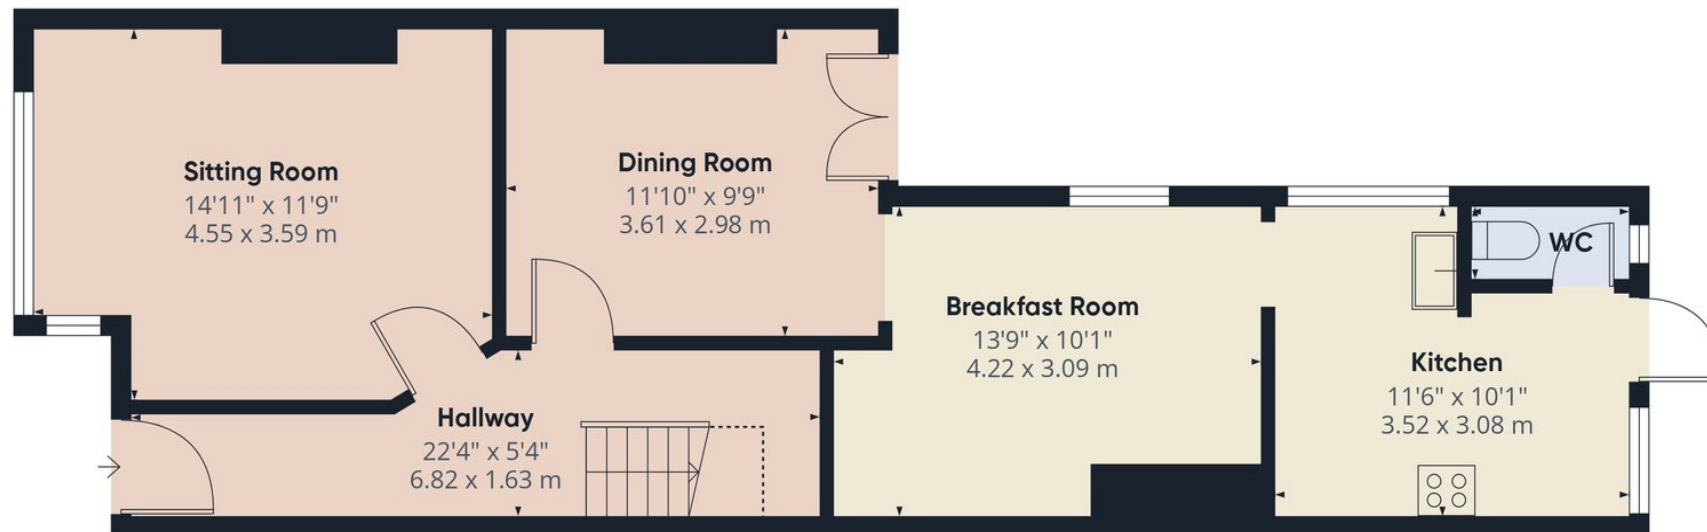 Sitting Room
14'11" x 11'9"
4.55 x 3.59 m
Dining Room
11'10" x 9'9"
3.61 x 2.98 m
WC
Breakfast Room
13'9" x 10'1"
4.22 x 3.09 m
Kitchen
11'6" x 10'1"
3.52 x 3.08 m
Hallway
22'4" x 5'4"
6.82 x 1.63 m